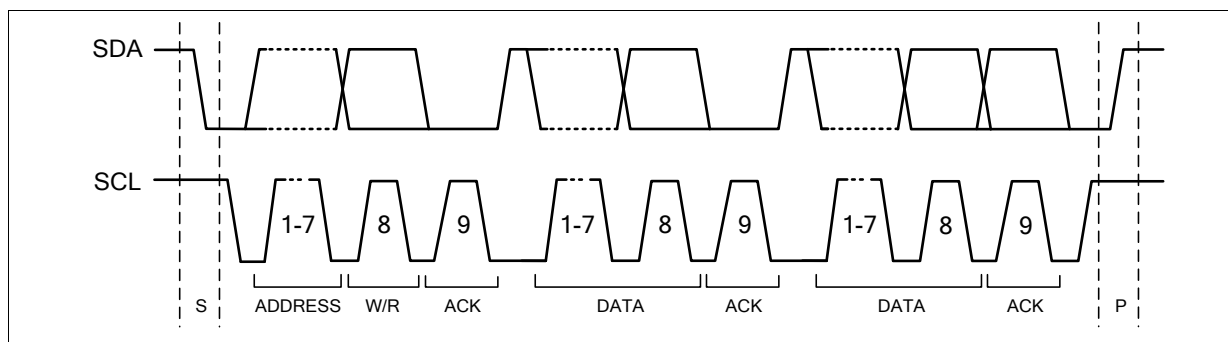 SDA
SCL
1-7 8 9 1-7 8 9 1-7 8 9
S ADDRESS W/R ACK DATA ACK DATA ACK P